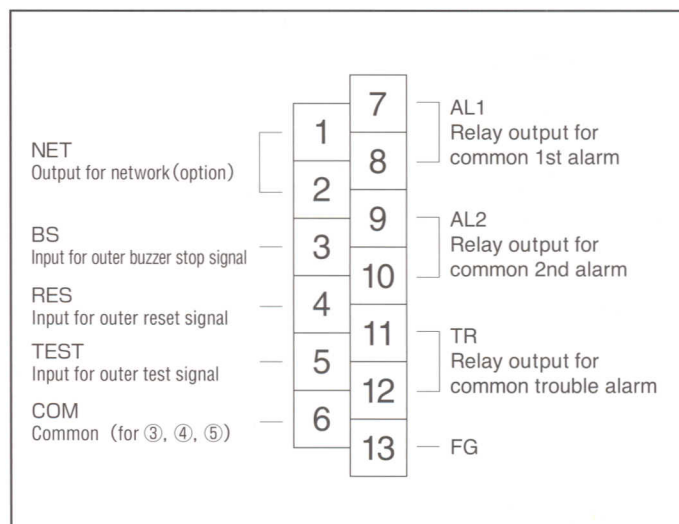 NET
Output for network (option)
BS
Input for outer buzzer stop signal
RES
Input for outer reset signal
TEST
Input for outer test signal
COM
Common (for ③, ④, ⑤)
1
2
3
4
5
6
7
8
9
10
11
12
13
AL1
Relay output for
common 1st alarm
AL2
Relay output for
common 2nd alarm
TR
Relay output for
common trouble alarm
FG